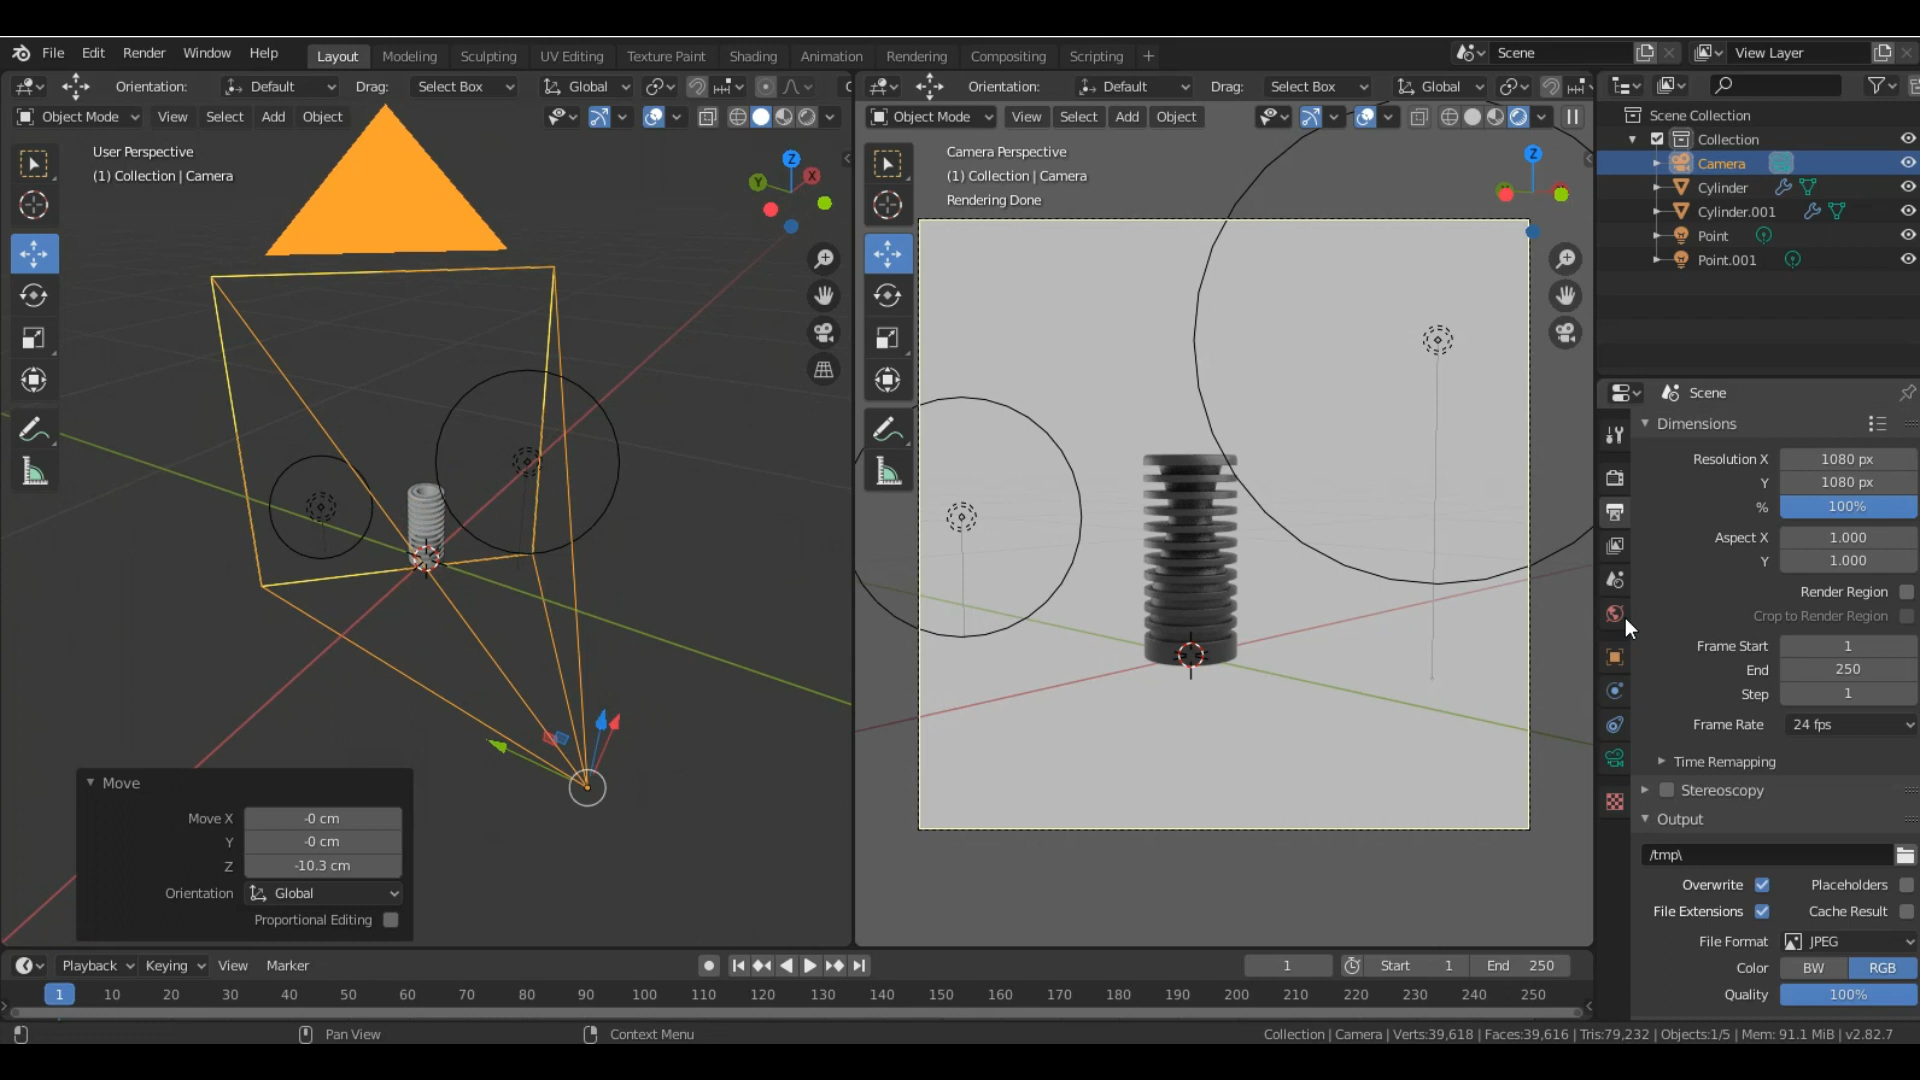 File Edit Render Window Help Layout Modeling Sculpting UV Editing Texture Paint Shading Animation Rendering Compositing Scripting + Scene View Layer
Orientation: Default Drag: Select Box Global
Object Mode View Select Add Object
User Perspective
(1) Collection | Camera
Z
X
Y
Move
Move X -0 cm
Y -0 cm
Z -10.3 cm
Orientation Global
Proportional Editing
Orientation: Default Drag: Select Box Global
Object Mode View Select Add Object
Camera Perspective
(1) Collection | Camera
Rendering Done
Z
Scene Collection
Collection
Camera
Cylinder
Cylinder.001
Point
Point.001
Scene
Dimensions
Resolution X 1080 px
Y 1080 px
% 100%
Aspect X 1.000
Y 1.000
Render Region
Crop to Render Region
Frame Start 1
End 250
Step 1
Frame Rate 24 fps
Time Remapping
Stereoscopy
Output
/tmp\
Overwrite Placeholders
File Extensions Cache Result
File Format JPEG
Color BW RGB
Quality 100%
Playback Keying View Marker 1 Start 1 End 250
1 10 20 30 40 50 60 70 80 90 100 110 120 130 140 150 160 170 180 190 200 210 220 230 240 250
Pan View Context Menu Collection | Camera | Verts:39,618 | Faces:39,616 | Tris:79,232 | Objects:1/5 | Mem: 91.1 MiB | v2.82.7